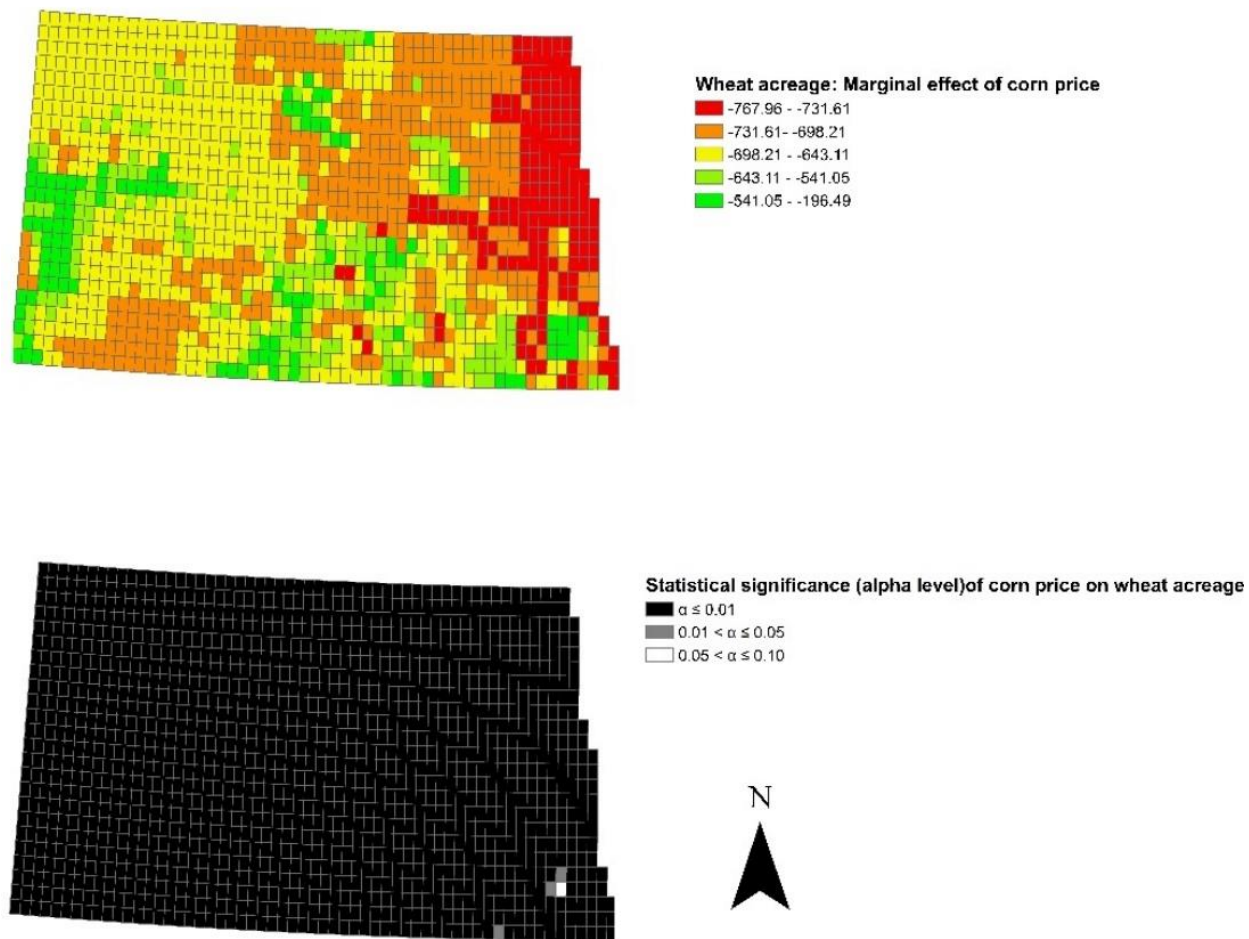 Wheat acreage: Marginal effect of corn price
-767.96 - -731.61
-731.61- -698.21
-698.21 - -643.11
-643.11 - -541.05
-541.05 - -196.49
Statistical significance (alpha level)of corn price on wheat acreage
α ≤ 0.01
0.01 < α ≤ 0.05
0.05 < α ≤ 0.10
N